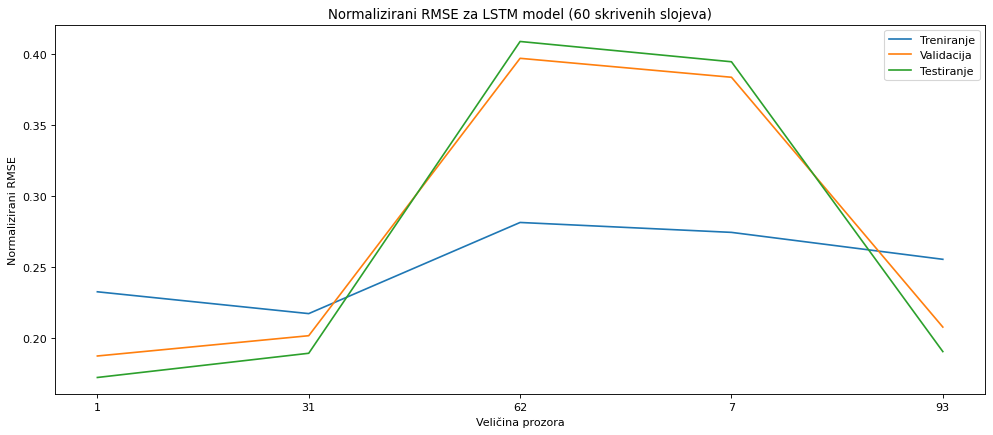 Normalizirani RMSE za LSTM model (60 skrivenih slojeva)
Treniranje
Validacija
Testiranje
Normalizirani RMSE
0.40
0.35
0.30
0.25
0.20
1 31 62 7 93
Veličina prozora